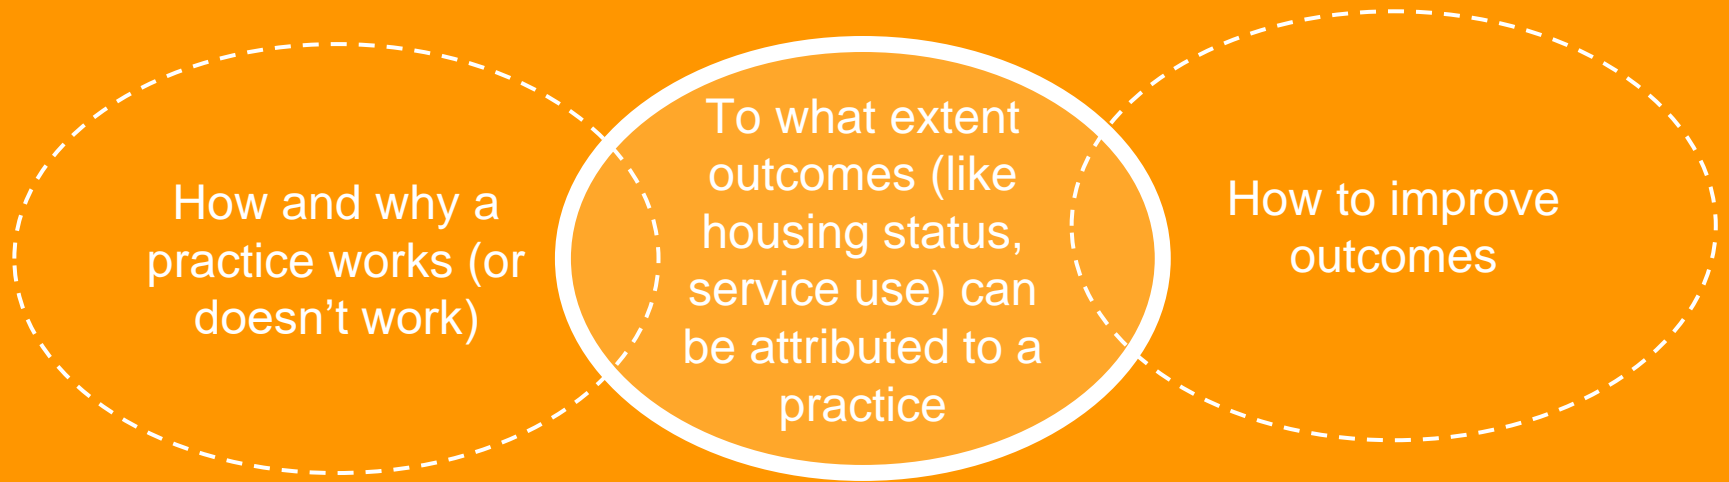 How and why a
practice works (or
doesn’t work)
To what extent
outcomes (like
housing status,
service use) can
be attributed to a
practice
How to improve
outcomes